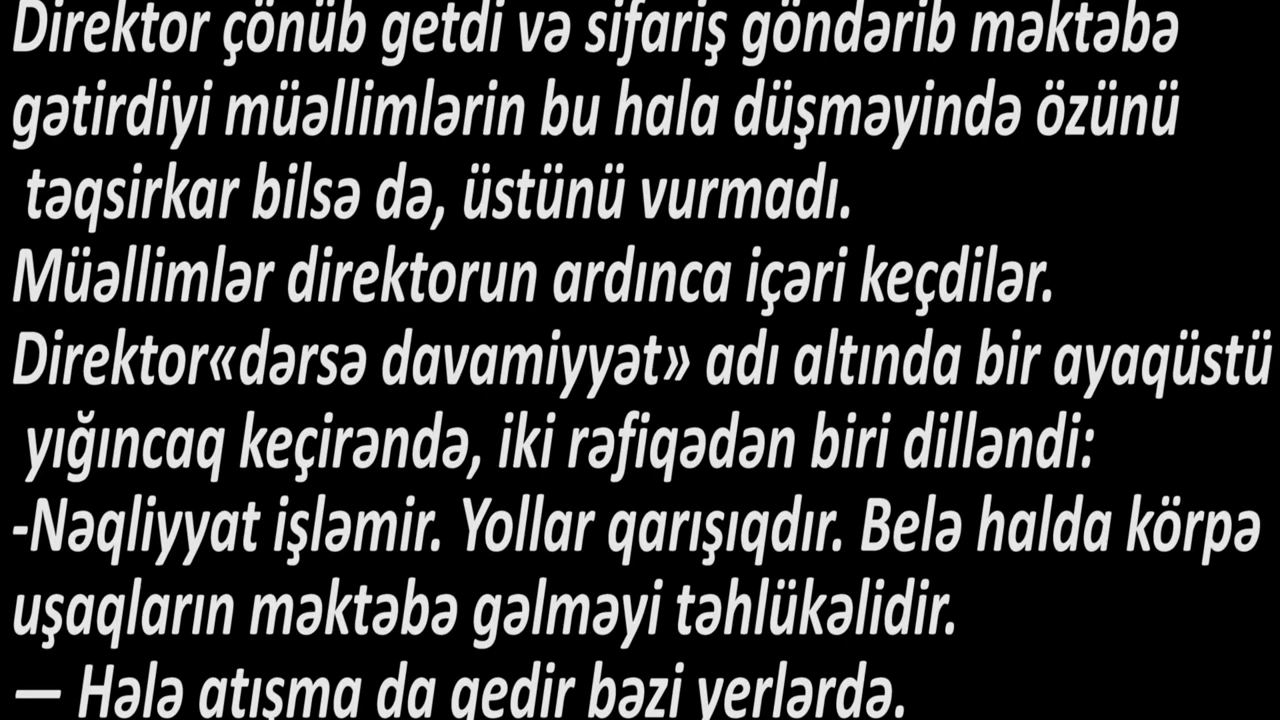 Direktor çönüb getdi və sifariş göndərib məktəbə
gətirdiyi müəllimlərin bu hala düşməyində özünü
təqsirkar bilsə də, üstünü vurmadı.
Müəllimlər direktorun ardınca içəri keçdilər.
Direktor«dərsə davamiyyət» adı altında bir ayaqüstü
yığıncaq keçirəndə, iki rəfiqədən biri dilləndi:
-Nəqliyyat işləmir. Yollar qarışıqdır. Belə halda körpə
uşaqların məktəbə gəlməyi təhlükəlidir.
— Hələ atışma da gedir bəzi yerlərdə.